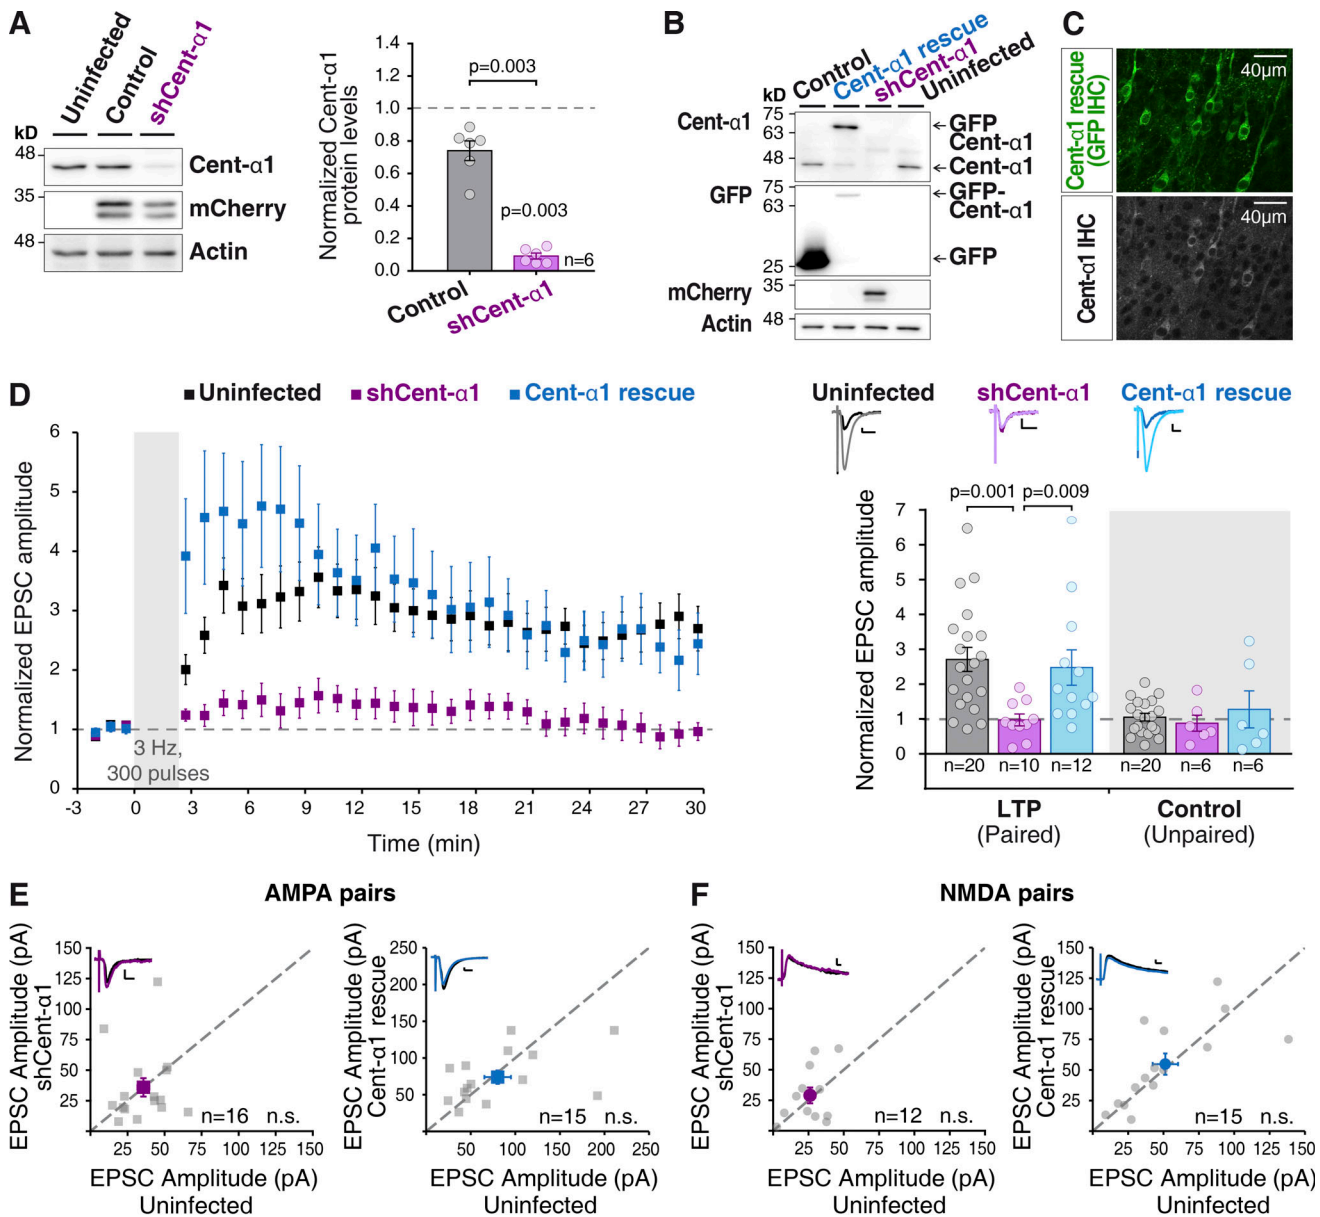 A
Uninfected
Control
shCent-α1
kD
48
Cent-α1
35
mCherry
48
Actin
Normalized Cent-α1
protein levels
1.4
1.2
1.0
0.8
0.6
0.4
0.2
0.0
p=0.003
p=0.003
n=6
Control
shCent-α1
B
Control
Cent-α1 rescue
shCent-α1
Uninfected
kD
75
63
48
Cent-α1
GFP
Cent-α1
Cent-α1
75
63
25
GFP
GFP-
Cent-α1
GFP
35
mCherry
48
Actin
C
Cent-α1 rescue
(GFP IHC)
40μm
Cent-α1 IHC
40μm
D
Uninfected
shCent-α1
Cent-α1 rescue
Normalized EPSC amplitude
6
5
4
3
2
1
0
3 Hz,
300 pulses
-3
0
3
6
9
12
15
18
21
24
27
30
Time (min)
Uninfected
shCent-α1
Cent-α1 rescue
Normalized EPSC amplitude
7
6
5
4
3
2
1
0
p=0.001
p=0.009
n=20
n=10
n=12
n=20
n=6
n=6
LTP
(Paired)
Control
(Unpaired)
E
AMPA pairs
EPSC Amplitude (pA)
shCent-α1
150
125
100
75
50
25
0
25
50
75
100
125
150
n=16
n.s.
EPSC Amplitude (pA)
Uninfected
EPSC Amplitude (pA)
Cent-α1 rescue
250
200
150
100
50
0
50
100
150
200
250
n=15
n.s.
EPSC Amplitude (pA)
Uninfected
F
NMDA pairs
EPSC Amplitude (pA)
shCent-α1
150
125
100
75
50
25
0
25
50
75
100
125
150
n=12
n.s.
EPSC Amplitude (pA)
Uninfected
EPSC Amplitude (pA)
Cent-α1 rescue
150
125
100
75
50
25
0
25
50
75
100
125
150
n=15
n.s.
EPSC Amplitude (pA)
Uninfected